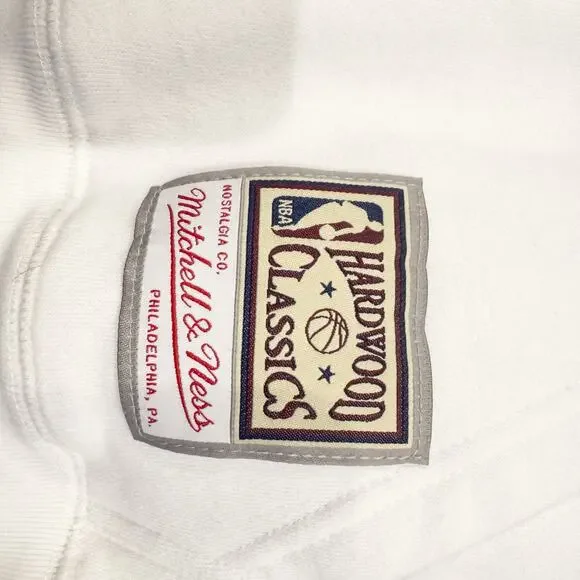 NOSTALGIA CO.
Mitchell & Ness
PHILADELPHIA, PA.
NBA
HARDWOOD
CLASSICS